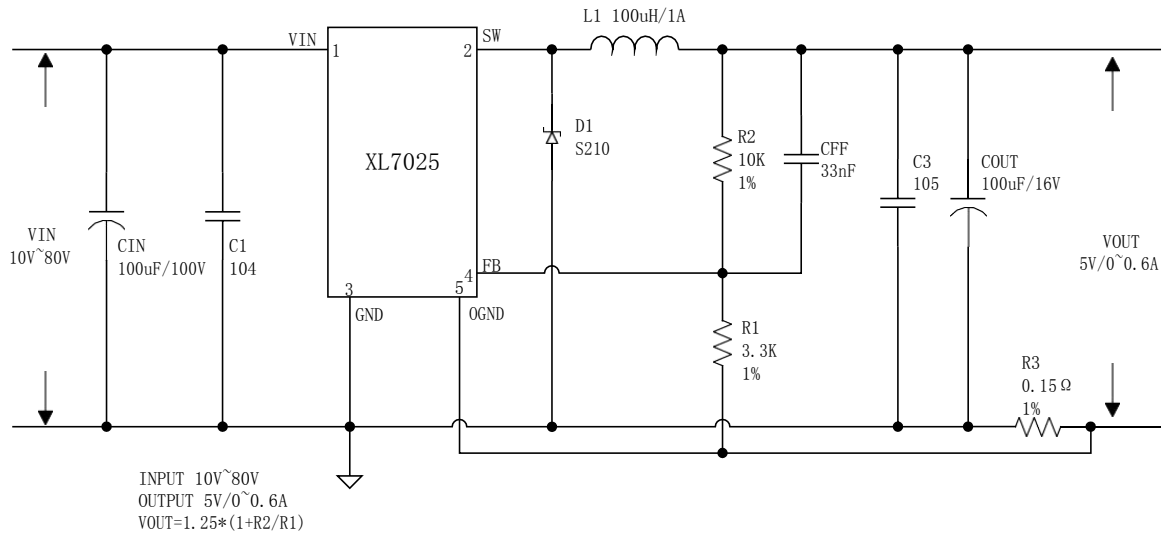 L1 100uH/1A
VIN
1
2
SW
XL7025
D1
S210
R2
10K
1%
CFF
33nF
C3
105
COUT
100uF/16V
VIN
10V~80V
CIN
100uF/100V
C1
104
VOUT
5V/0~0.6A
4
FB
3
5
GND
OGND
R1
3.3K
1%
R3
0.15Ω
1%
INPUT 10V~80V
OUTPUT 5V/0~0.6A
VOUT=1.25*(1+R2/R1)